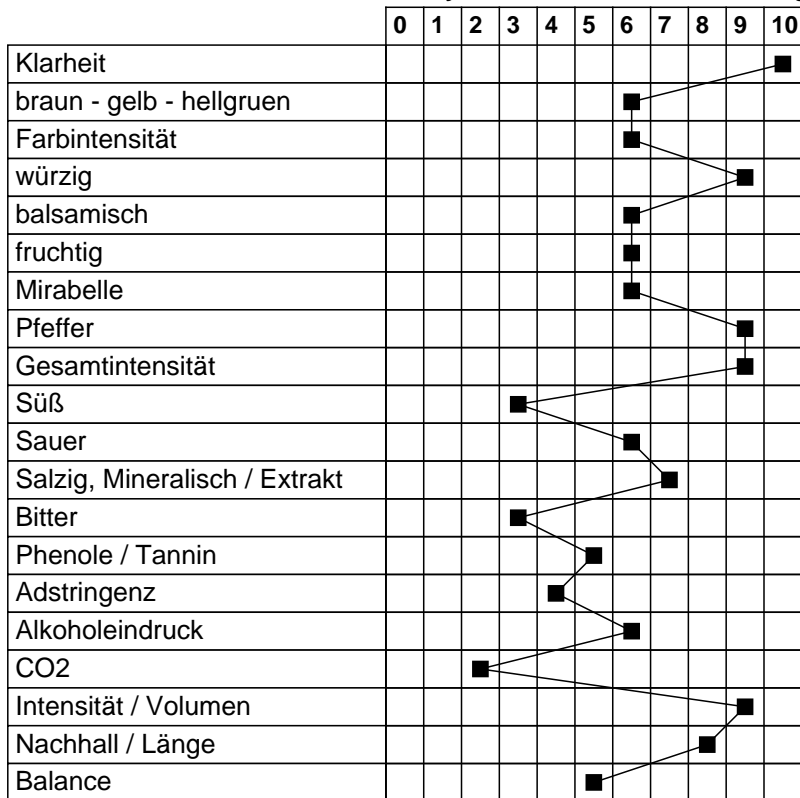 0 1 2 3 4 5 6 7 8 9 10
Klarheit
braun - gelb - hellgruen
Farbintensität
würzig
balsamisch
fruchtig
Mirabelle
Pfeffer
Gesamtintensität
Süß
Sauer
Salzig, Mineralisch / Extrakt
Bitter
Phenole / Tannin
Adstringenz
Alkoholeindruck
CO2
Intensität / Volumen
Nachhall / Länge
Balance